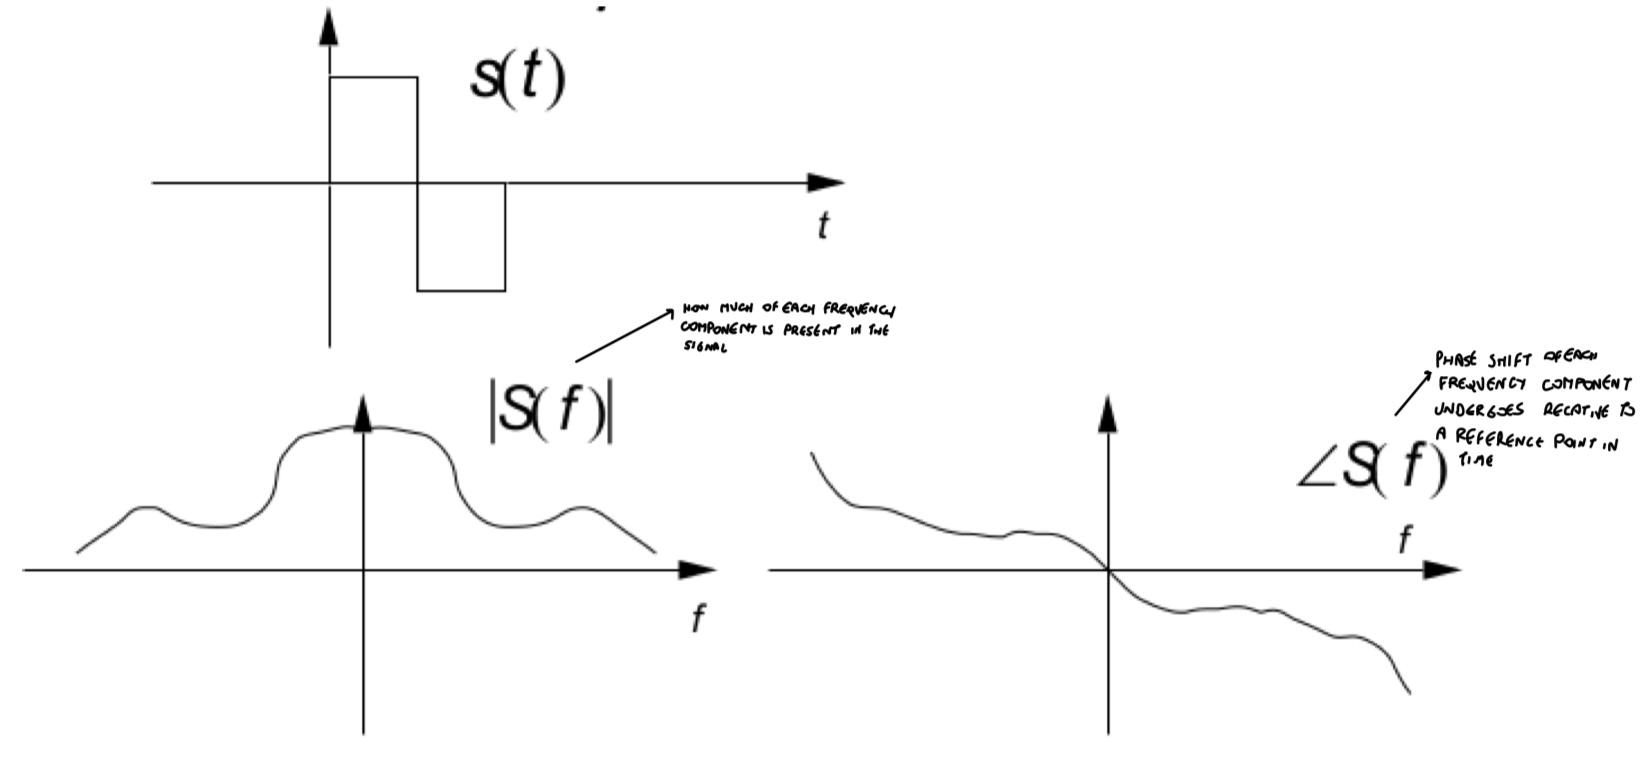 s(t)
t
HOW MUCH OF EACH FREQUENCY
COMPONENT IS PRESENT IN THE
SIGNAL
|S(f)|
f
PHASE SHIFT OF EACH
FREQUENCY COMPONENT
UNDERGOES RELATIVE TO
A REFERENCE POINT IN
TIME
∠S(f)
f